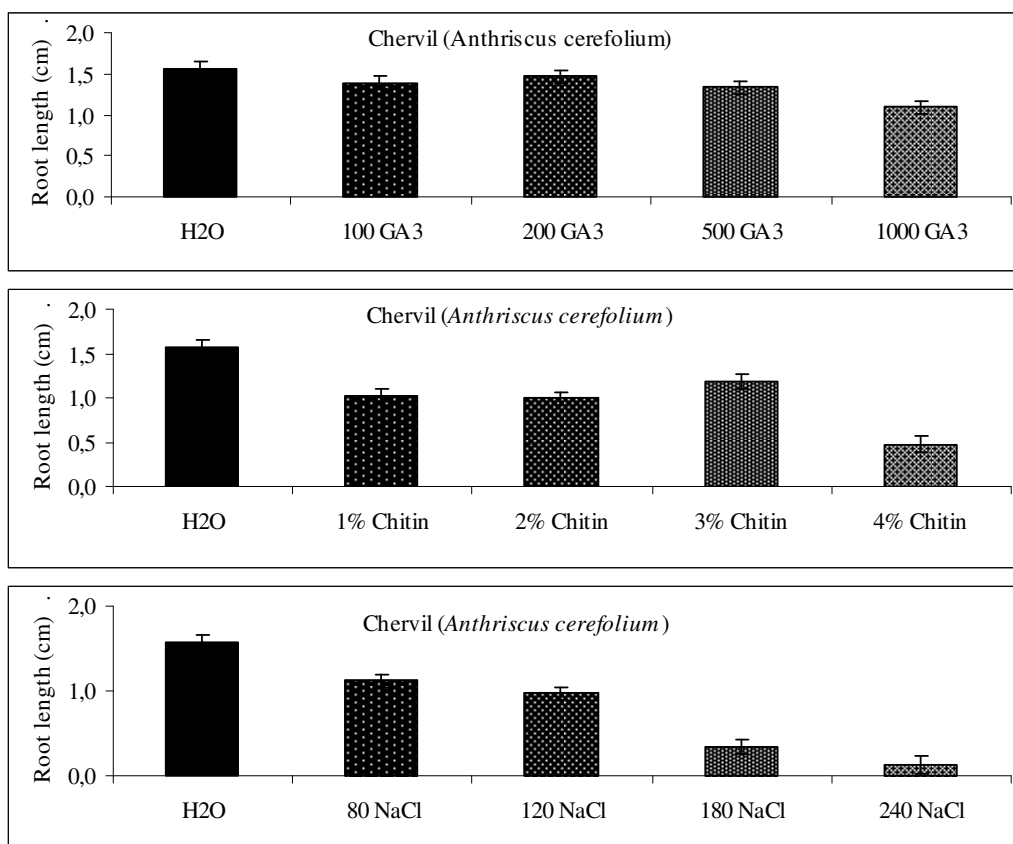 Chervil (Anthriscus cerefolium)
Root length (cm) .
2,0
1,5
1,0
0,5
0,0
H2O 100 GA3 200 GA3 500 GA3 1000 GA3
Chervil (Anthriscus cerefolium)
Root length (cm) .
2,0
1,5
1,0
0,5
0,0
H2O 1% Chitin 2% Chitin 3% Chitin 4% Chitin
Chervil (Anthriscus cerefolium)
Root length (cm) .
2,0
1,0
0,0
H2O 80 NaCl 120 NaCl 180 NaCl 240 NaCl